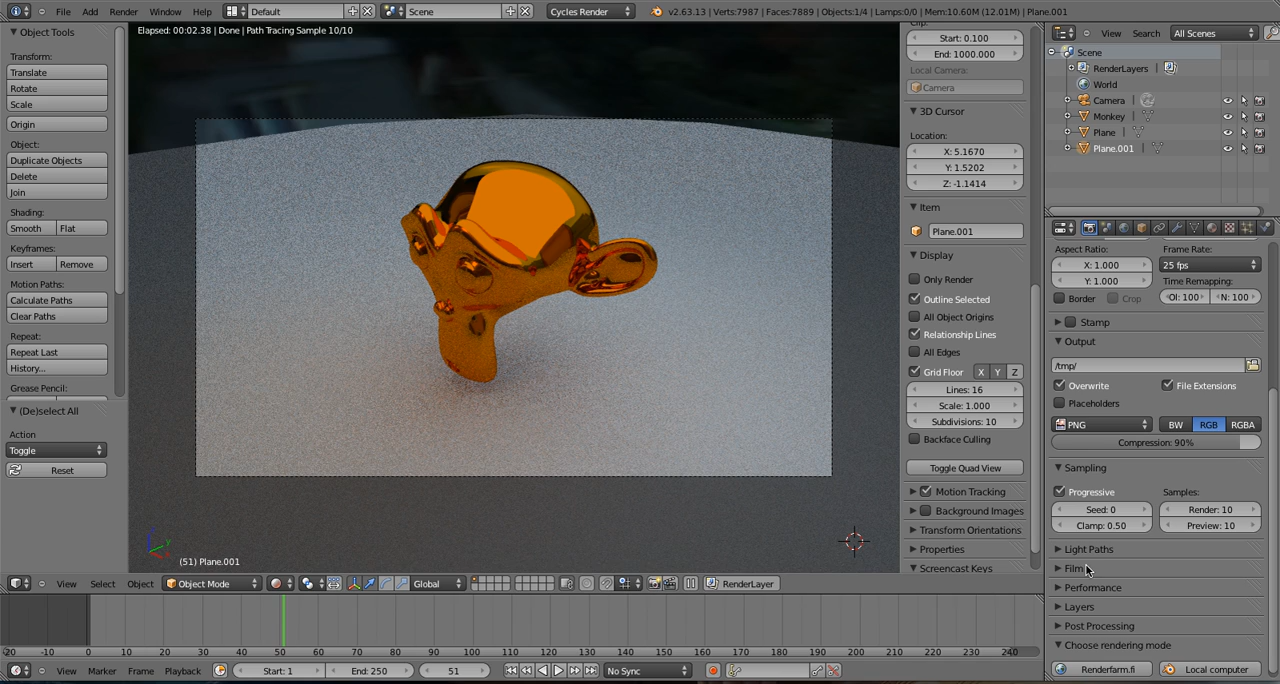 File Add Render Window Help Default Scene Cycles Render v2.63.13 | Verts:7987 | Faces:7889 | Objects:1/4 | Lamps:0/0 | Mem:10.60M (12.01M) | Plane.001
Object Tools
Transform:
Translate
Rotate
Scale
Origin
Object:
Duplicate Objects
Delete
Join
Shading:
Smooth Flat
Keyframes:
Insert Remove
Motion Paths:
Calculate Paths
Clear Paths
Repeat:
Repeat Last
History...
Grease Pencil:
(De)select All
Action
Toggle
Reset
Elapsed: 00:02.38 | Done | Path Tracing Sample 10/10
(51) Plane.001
Clip:
Start: 0.100
End: 1000.000
Local Camera:
Camera
3D Cursor
Location:
X: 5.1670
Y: 1.5202
Z: -1.1414
Item
Plane.001
Display
Only Render
Outline Selected
All Object Origins
Relationship Lines
All Edges
Grid Floor X Y Z
Lines: 16
Scale: 1.000
Subdivisions: 10
Backface Culling
Toggle Quad View
Motion Tracking
Background Images
Transform Orientations
Properties
Screencast Keys
View Search All Scenes
Scene
RenderLayers
World
Camera
Monkey
Plane
Plane.001
Aspect Ratio: Frame Rate:
X: 1.000 25 fps
Y: 1.000 Time Remapping:
Border Crop Ol: 100 N: 100
Stamp
Output
/tmp/
Overwrite File Extensions
Placeholders
PNG BW RGB RGBA
Compression: 90%
Sampling
Progressive Samples:
Seed: 0 Render: 10
Clamp: 0.50 Preview: 10
Light Paths
Film
Performance
Layers
Post Processing
Choose rendering mode
Renderfarm.fi Local computer
View Select Object Object Mode Global RenderLayer
-20 -10 0 10 20 30 40 50 60 70 80 90 100 110 120 130 140 150 160 170 180 190 200 210 220 230 240
View Marker Frame Playback Start: 1 End: 250 51 No Sync